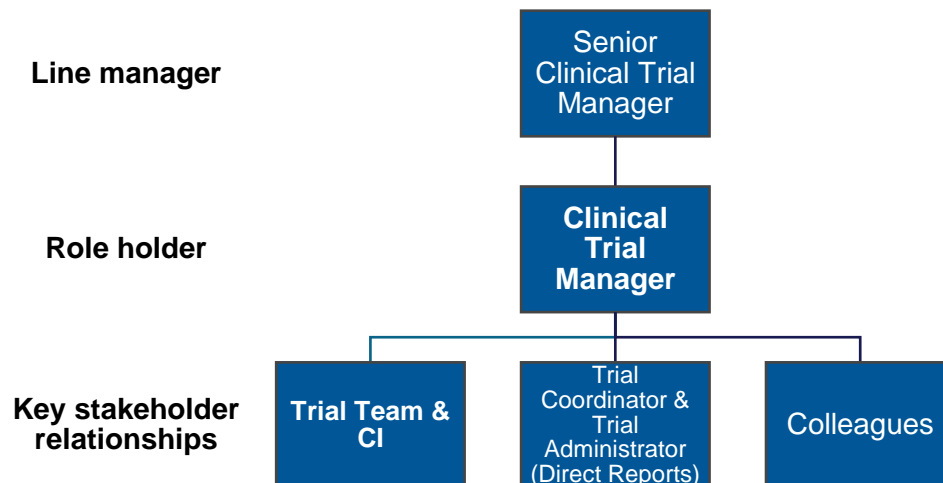 Line manager
Senior
Clinical Trial
Manager
Role holder
Clinical
Trial
Manager
Key stakeholder
relationships
Trial Team &
CI
Trial
Coordinator &
Trial
Administrator
(Direct Reports)
Colleagues